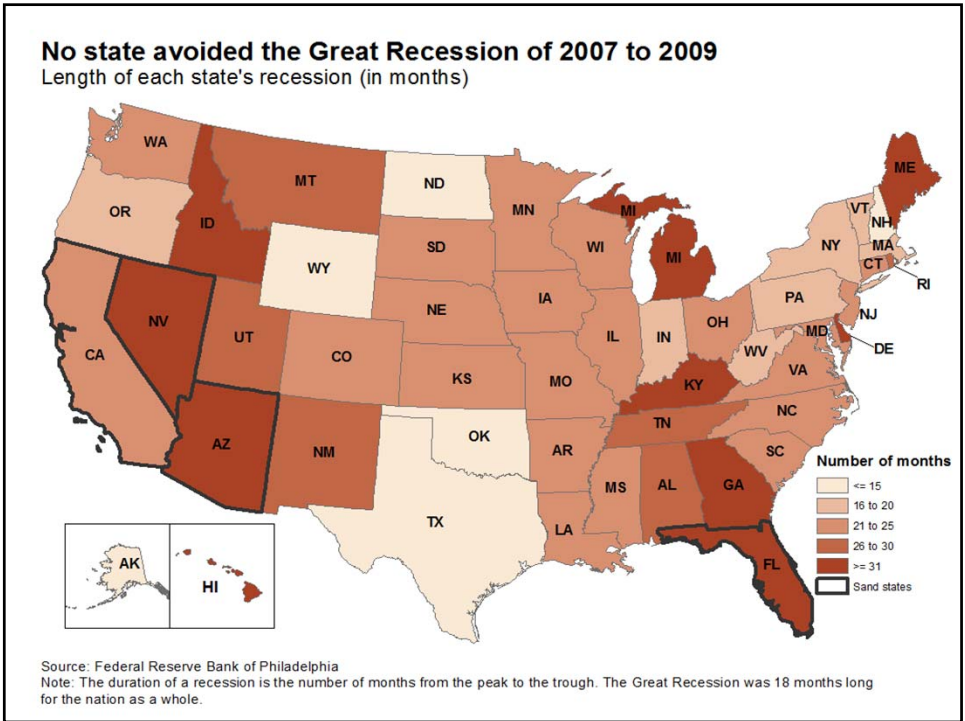 No state avoided the Great Recession of 2007 to 2009
Length of each state's recession (in months)
WA
MT
ND
MN
ME
OR
ID
WY
SD
WI
MI
MI
VT
NH
NY
MA
CT
RI
NV
UT
CO
NE
IA
IL
IN
OH
PA
NJ
MD
DE
WV
VA
CA
KS
MO
KY
AZ
NM
OK
AR
TN
NC
SC
TX
LA
MS
AL
GA
FL
AK
HI
Number of months
<= 15
16 to 20
21 to 25
26 to 30
>= 31
Sand states
Source: Federal Reserve Bank of Philadelphia
Note: The duration of a recession is the number of months from the peak to the trough. The Great Recession was 18 months long
for the nation as a whole.